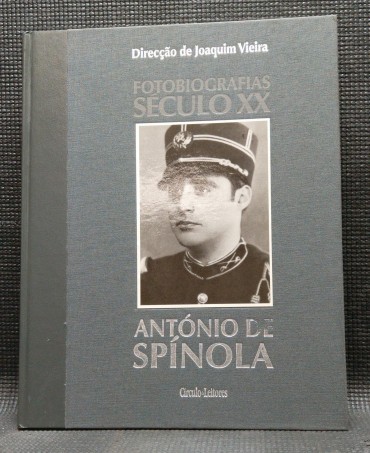 Direcção de Joaquim Vieira
FOTOBIOGRAFIAS
SÉCULO XX
ANTÓNIO DE
SPÍNOLA
Círculo-Leitores